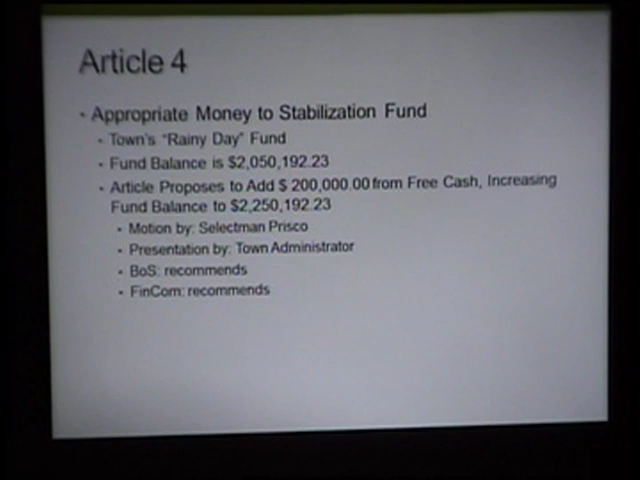 Article 4
• Appropriate Money to Stabilization Fund
• Town's "Rainy Day" Fund
• Fund Balance is $2,050,192.23
• Article Proposes to Add $ 200,000.00 from Free Cash, Increasing
Fund Balance to $2,250,192.23
• Motion by: Selectman Prisco
• Presentation by: Town Administrator
• BoS: recommends
• FinCom: recommends